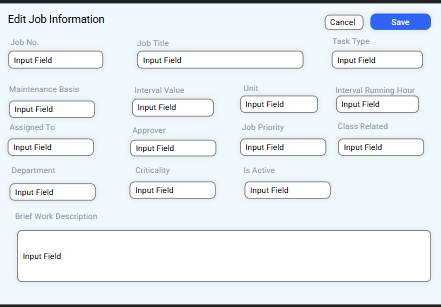 Edit Job Information
Cancel
Save
Job No.
Job Title
Task Type
Input Field
Input Field
Input Field
Maintenance Basis
Interval Value
Unit
Interval Running Hour
Input Field
Input Field
Input Field
Input Field
Assigned To
Approver
Job Priority
Class Related
Input Field
Input Field
Input Field
Input Field
Department
Criticality
Is Active
Input Field
Input Field
Input Field
Brief Work Description
Input Field